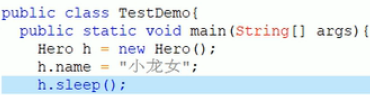 public class TestDemo{
public static void main(String[] args){
Hero h = new Hero();
h.name = "小龙女";
h.sleep();